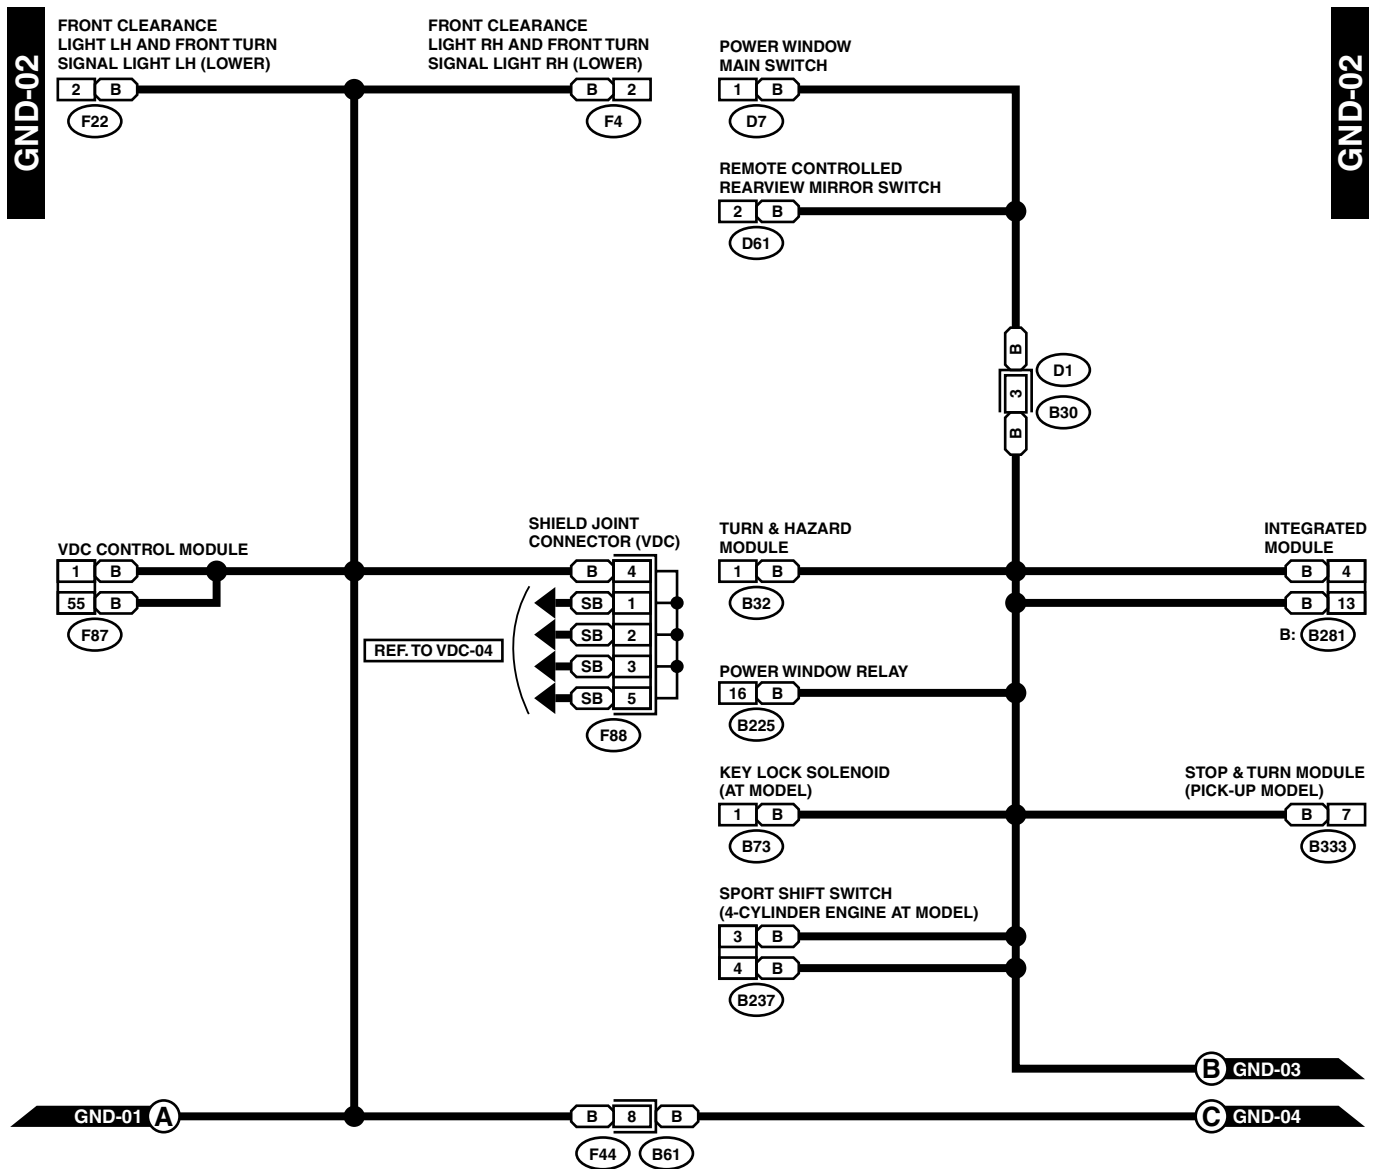 GND-02
GND-02
FRONT CLEARANCE
LIGHT LH AND FRONT TURN
SIGNAL LIGHT LH (LOWER)
2 B
F22
FRONT CLEARANCE
LIGHT RH AND FRONT TURN
SIGNAL LIGHT RH (LOWER)
B 2
F4
POWER WINDOW
MAIN SWITCH
1 B
D7
REMOTE CONTROLLED
REARVIEW MIRROR SWITCH
2 B
D61
B
D1
3
B30
B
VDC CONTROL MODULE
1 B
55 B
F87
SHIELD JOINT
CONNECTOR (VDC)
B 4
SB 1
SB 2
SB 3
SB 5
REF. TO VDC-04
F88
TURN & HAZARD
MODULE
1 B
B32
INTEGRATED
MODULE
B 4
B 13
B: B281
POWER WINDOW RELAY
16 B
B225
KEY LOCK SOLENOID
(AT MODEL)
1 B
B73
STOP & TURN MODULE
(PICK-UP MODEL)
B 7
B333
SPORT SHIFT SWITCH
(4-CYLINDER ENGINE AT MODEL)
3 B
4 B
B237
B GND-03
GND-01 A
B 8 B
F44 B61
C GND-04